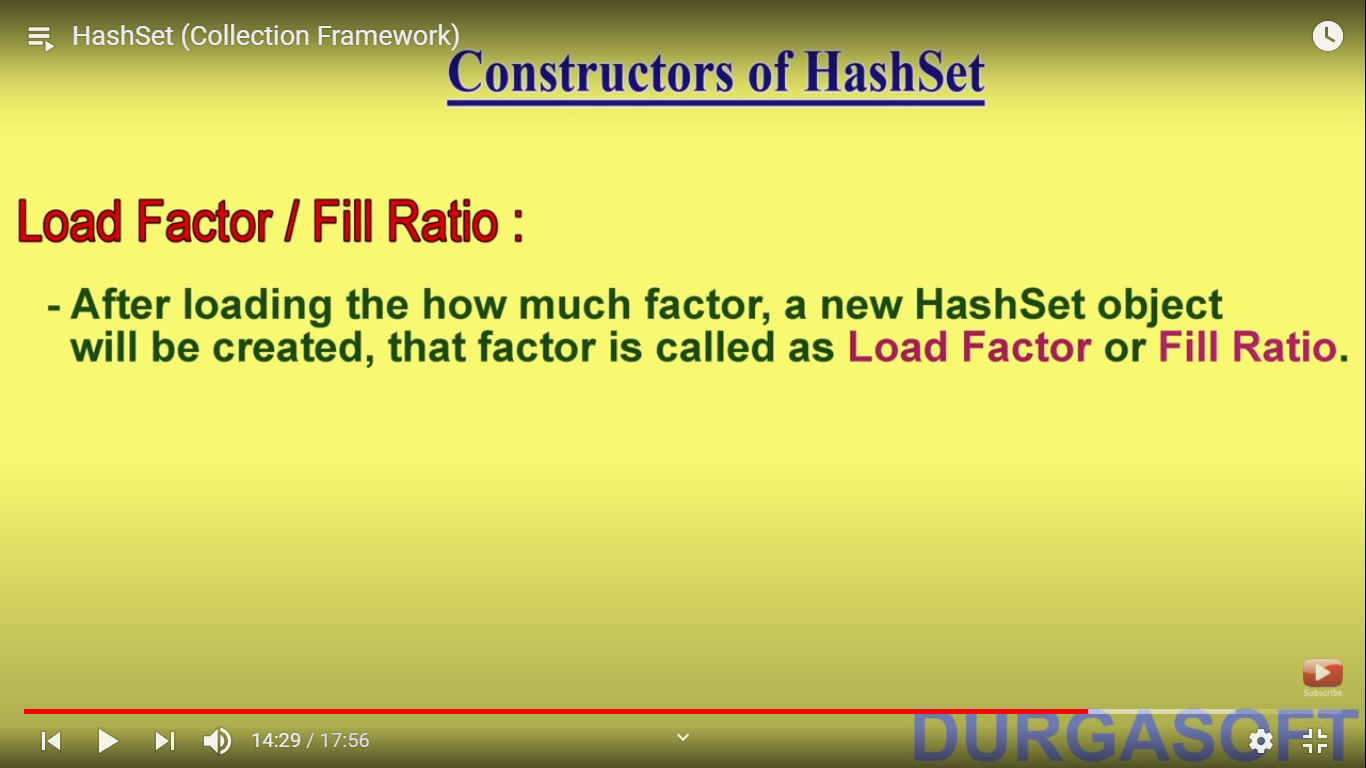 HashSet (Collection Framework)
Constructors of HashSet
Load Factor / Fill Ratio :
- After loading the how much factor, a new HashSet object
will be created, that factor is called as Load Factor or Fill Ratio.
Subscribe
14:29 / 17:56
DURGASOFT